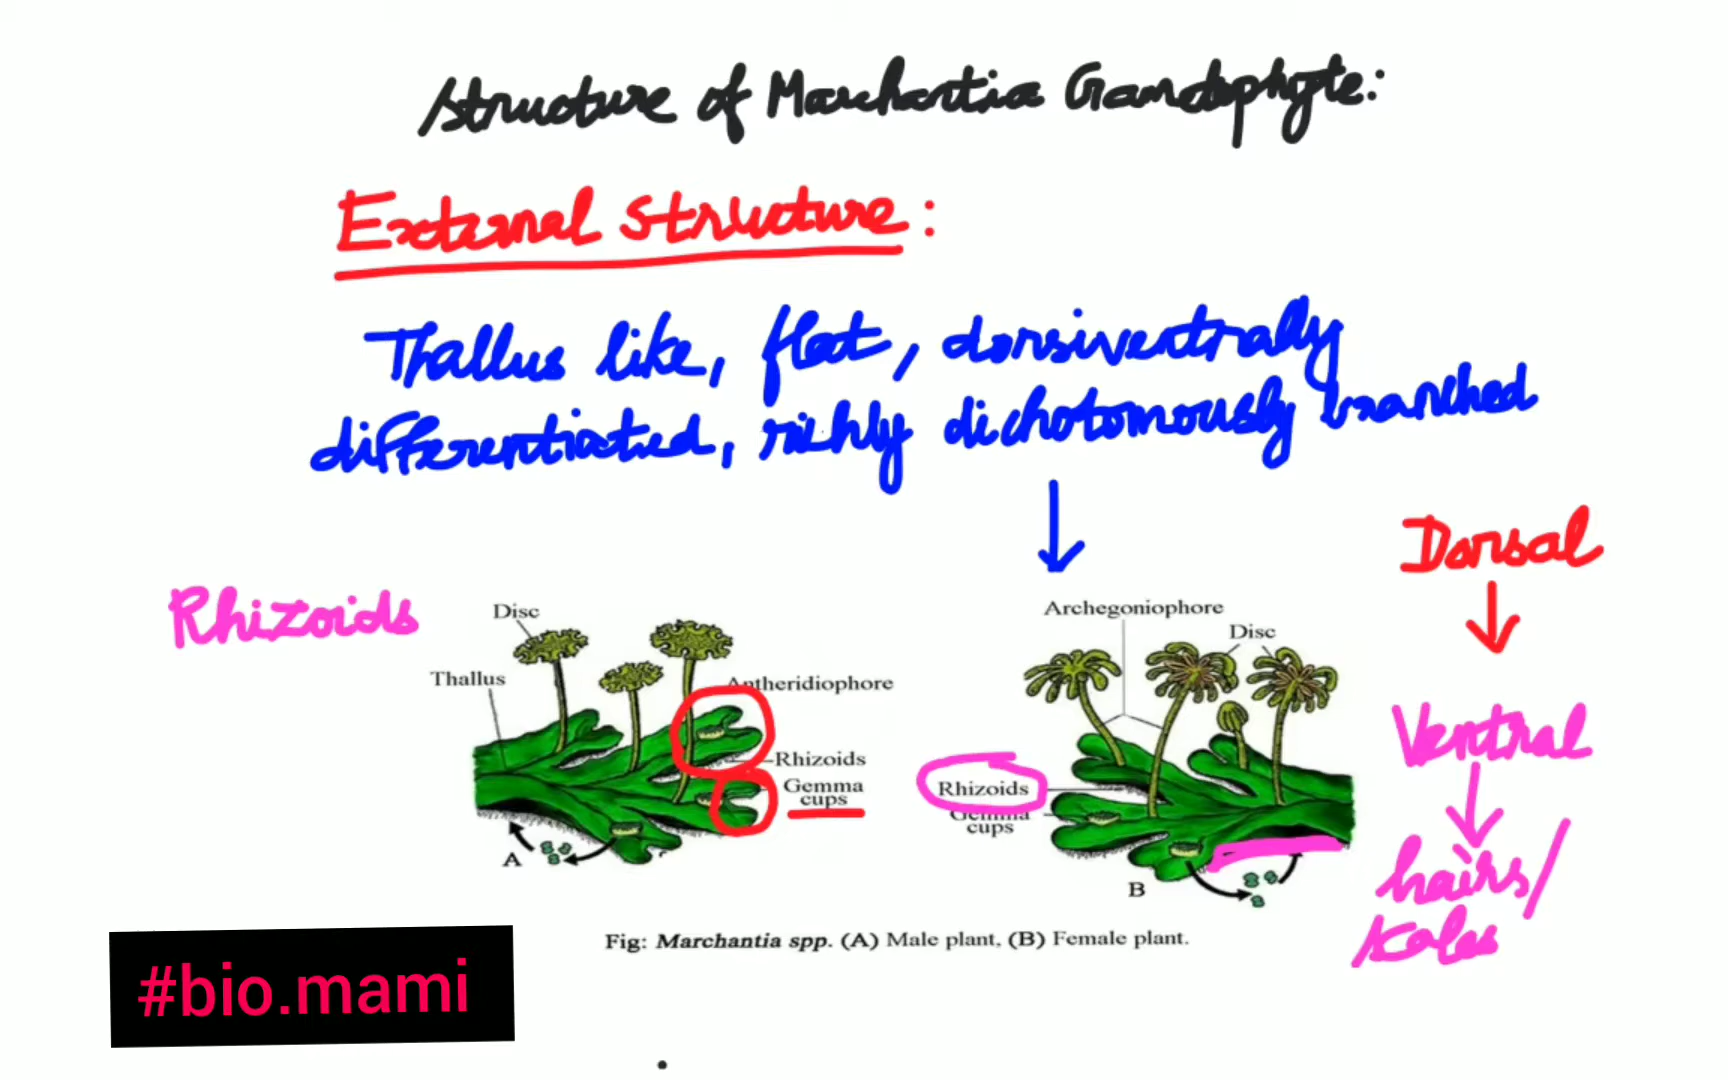 Structure of Marchantia Gametophyte:
External Structure:
Thallus like, flat, dorsiventrally
differentiated, richly dichotomously branched
Dorsal
Rhizoids
Disc
Thallus
Antheridiophore
Rhizoids
Gemma
cups
A
Archegoniophore
Disc
Rhizoids
Gemma
cups
B
Ventral
hairs/
scales
Fig: Marchantia spp. (A) Male plant, (B) Female plant.
#bio.mami